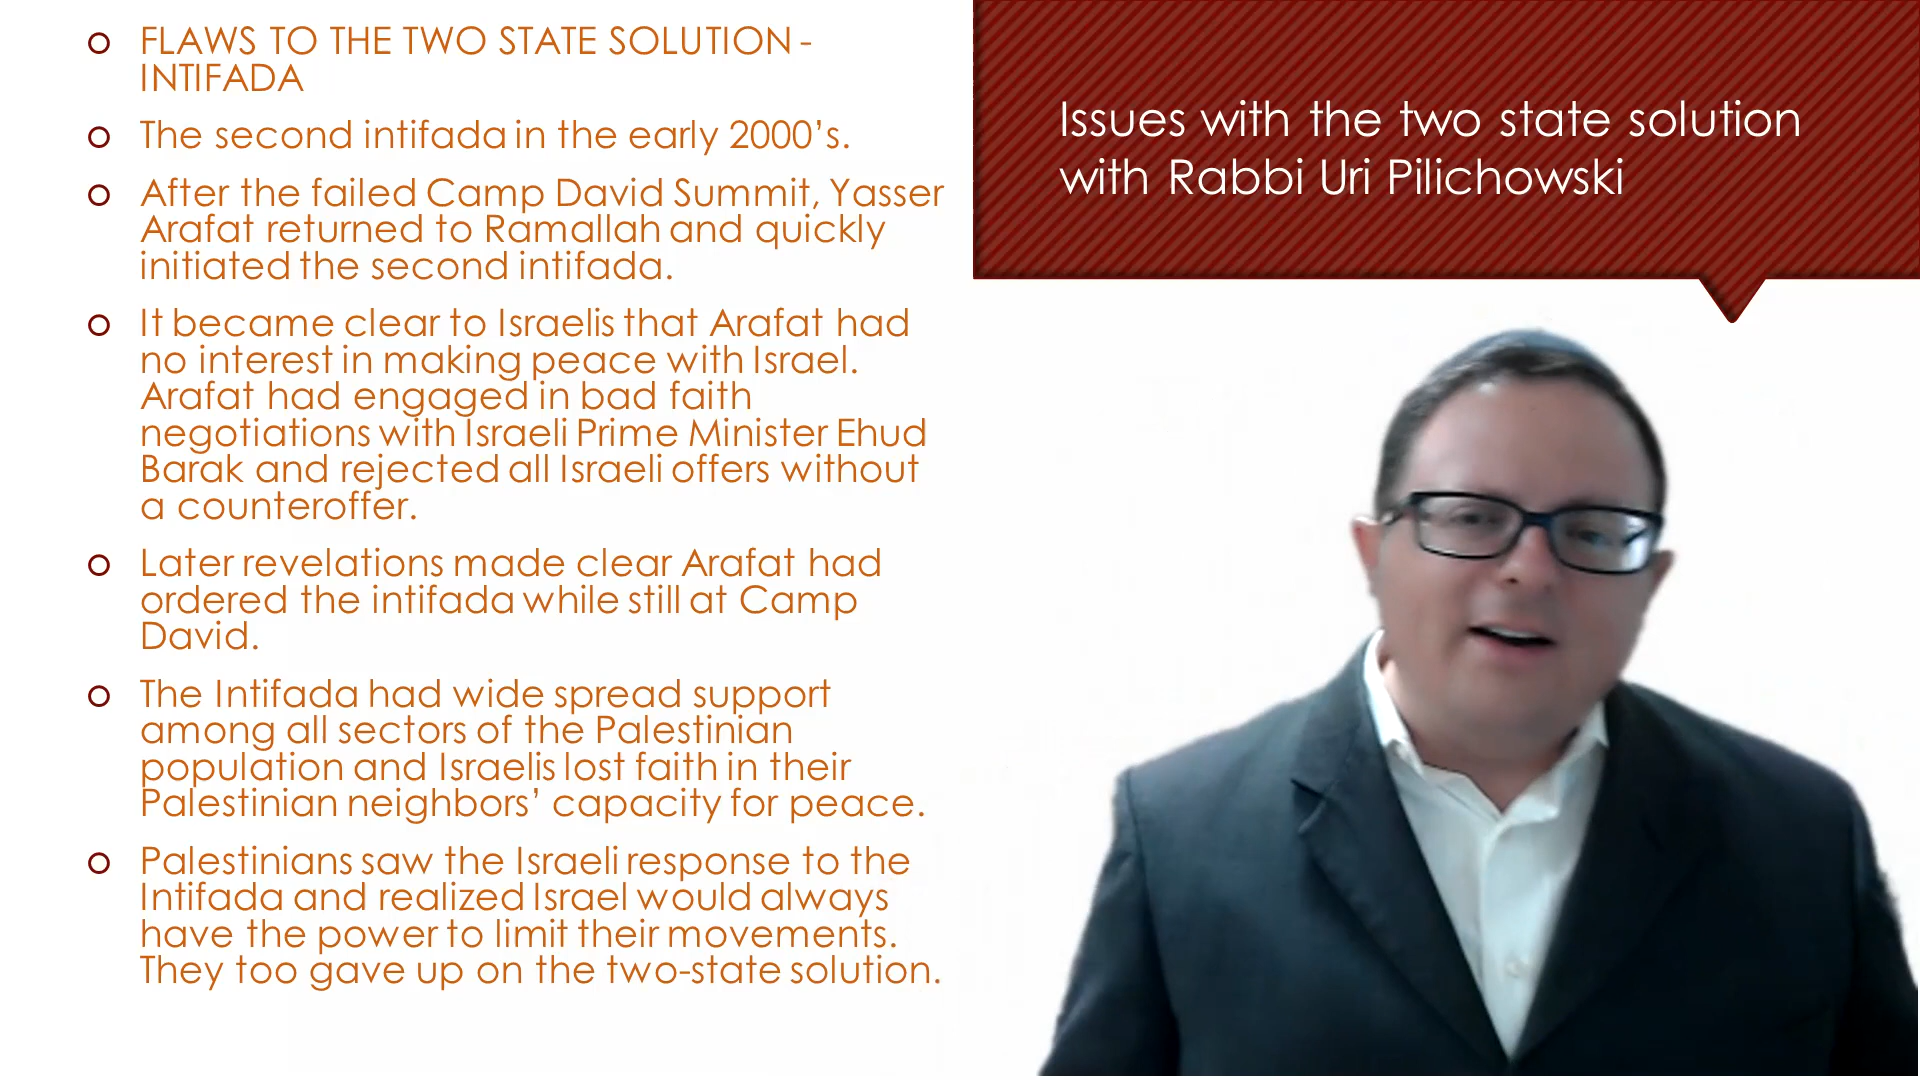 FLAWS TO THE TWO STATE SOLUTION -
INTIFADA
The second intifada in the early 2000's.
After the failed Camp David Summit, Yasser
Arafat returned to Ramallah and quickly
initiated the second intifada.
It became clear to Israelis that Arafat had
no interest in making peace with Israel.
Arafat had engaged in bad faith
negotiations with Israeli Prime Minister Ehud
Barak and rejected all Israeli offers without
a counteroffer.
Later revelations made clear Arafat had
ordered the intifada while still at Camp
David.
The Intifada had wide spread support
among all sectors of the Palestinian
population and Israelis lost faith in their
Palestinian neighbors' capacity for peace.
Palestinians saw the Israeli response to the
Intifada and realized Israel would always
have the power to limit their movements.
They too gave up on the two-state solution.
Issues with the two state solution
with Rabbi Uri Pilichowski